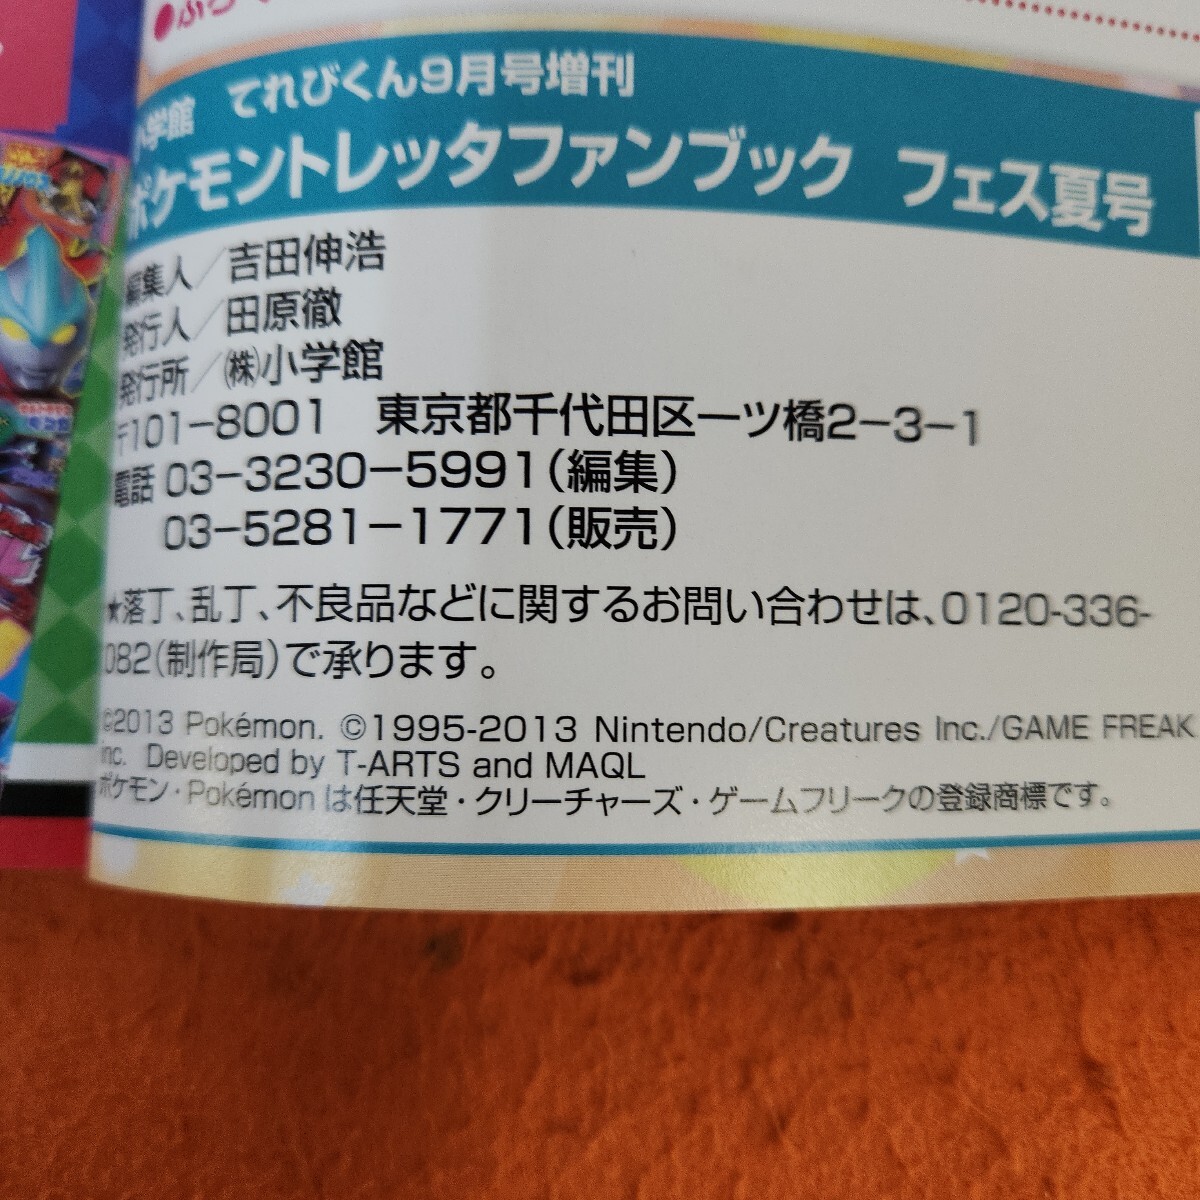 小学館 てれびくん9月号増刊
ポケモントレッタファンブック フェス夏号
編集人／吉田伸浩
発行人／田原徹
発行所／㈱小学館
〒101-8001 東京都千代田区一ツ橋2-3-1
電話 03-3230-5991(編集)
03-5281-1771(販売)
★落丁、乱丁、不良品などに関するお問い合わせは、0120-336-
082(制作局)で承ります。
©2013 Pokémon. ©1995-2013 Nintendo/Creatures Inc./GAME FREAK
inc. Developed by T-ARTS and MAQL
ポケモン・Pokémonは任天堂・クリーチャーズ・ゲームフリークの登録商標です。